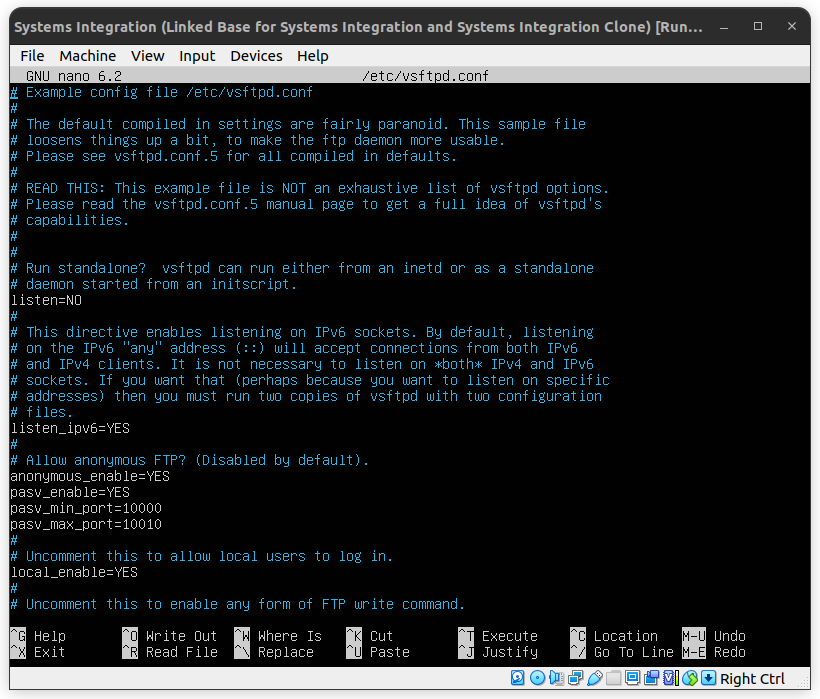 Systems Integration (Linked Base for Systems Integration and Systems Integration Clone) [Run...
File Machine View Input Devices Help
GNU nano 6.2 /etc/vsftpd.conf
# Example config file /etc/vsftpd.conf
#
# The default compiled in settings are fairly paranoid. This sample file
# loosens things up a bit, to make the ftp daemon more usable.
# Please see vsftpd.conf.5 for all compiled in defaults.
#
# READ THIS: This example file is NOT an exhaustive list of vsftpd options.
# Please read the vsftpd.conf.5 manual page to get a full idea of vsftpd's
# capabilities.
#
#
# Run standalone?  vsftpd can run either from an inetd or as a standalone
# daemon started from an initscript.
listen=NO
#
# This directive enables listening on IPv6 sockets. By default, listening
# on the IPv6 "any" address (::) will accept connections from both IPv6
# and IPv4 clients. It is not necessary to listen on *both* IPv4 and IPv6
# sockets. If you want that (perhaps because you want to listen on specific
# addresses) then you must run two copies of vsftpd with two configuration
# files.
listen_ipv6=YES
#
# Allow anonymous FTP? (Disabled by default).
anonymous_enable=YES
pasv_enable=YES
pasv_min_port=10000
pasv_max_port=10010
#
# Uncomment this to allow local users to log in.
local_enable=YES
#
# Uncomment this to enable any form of FTP write command.
^G Help ^O Write Out ^W Where Is ^K Cut ^T Execute ^C Location M-U Undo
^X Exit ^R Read File ^\ Replace ^U Paste ^J Justify ^/ Go To Line M-E Redo
Right Ctrl